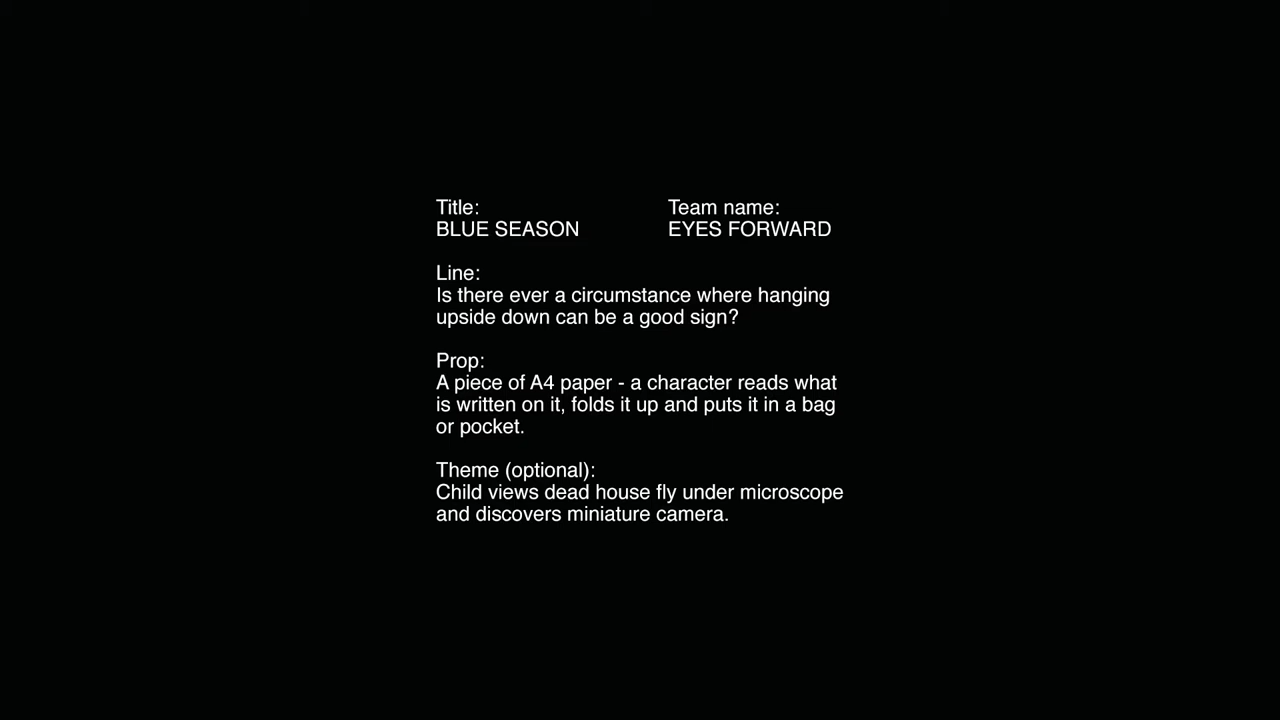 Title:
BLUE SEASON
Team name:
EYES FORWARD
Line:
Is there ever a circumstance where hanging
upside down can be a good sign?
Prop:
A piece of A4 paper - a character reads what
is written on it, folds it up and puts it in a bag
or pocket.
Theme (optional):
Child views dead house fly under microscope
and discovers miniature camera.